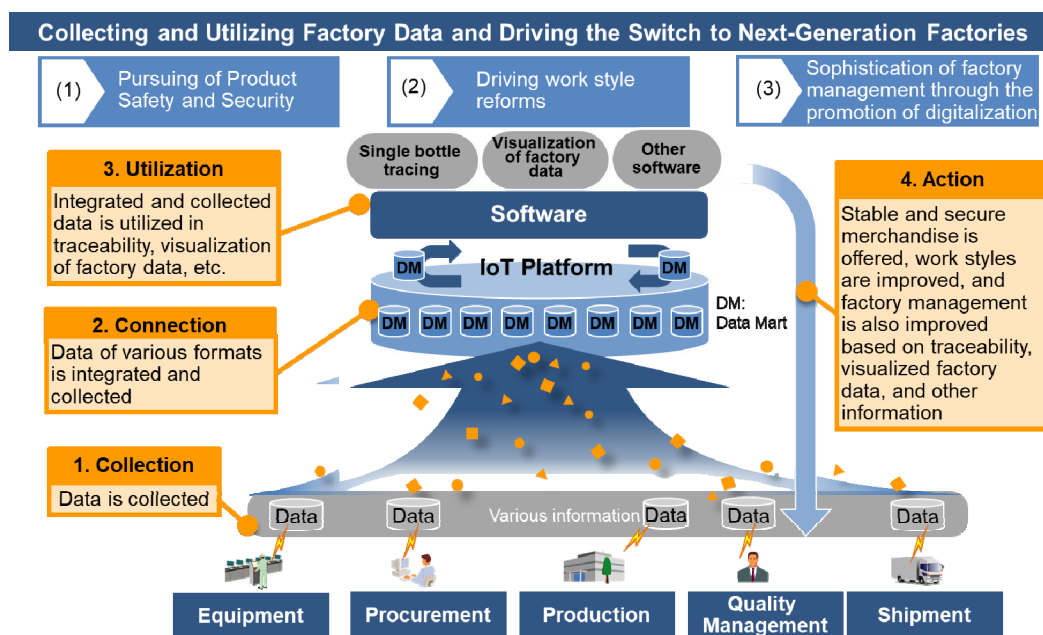 Collecting and Utilizing Factory Data and Driving the Switch to Next-Generation Factories
(1)
Pursuing of Product
Safety and Security
(2)
Driving work style
reforms
(3)
Sophistication of factory
management through the
promotion of digitalization
Single bottle
tracing
Visualization
of factory
data
Other
software
3. Utilization
Integrated and collected
data is utilized in
traceability, visualization
of factory data, etc.
Software
4. Action
Stable and secure
merchandise is
offered, work styles
are improved, and
factory management
is also improved
based on traceability,
visualized factory
data, and other
information
DM
IoT Platform
DM
2. Connection
Data of various formats
is integrated and
collected
DM DM DM DM DM DM DM DM
DM:
Data Mart
1. Collection
Data is collected
Data
Data
Various information
Data
Data
Data
Equipment
Procurement
Production
Quality
Management
Shipment